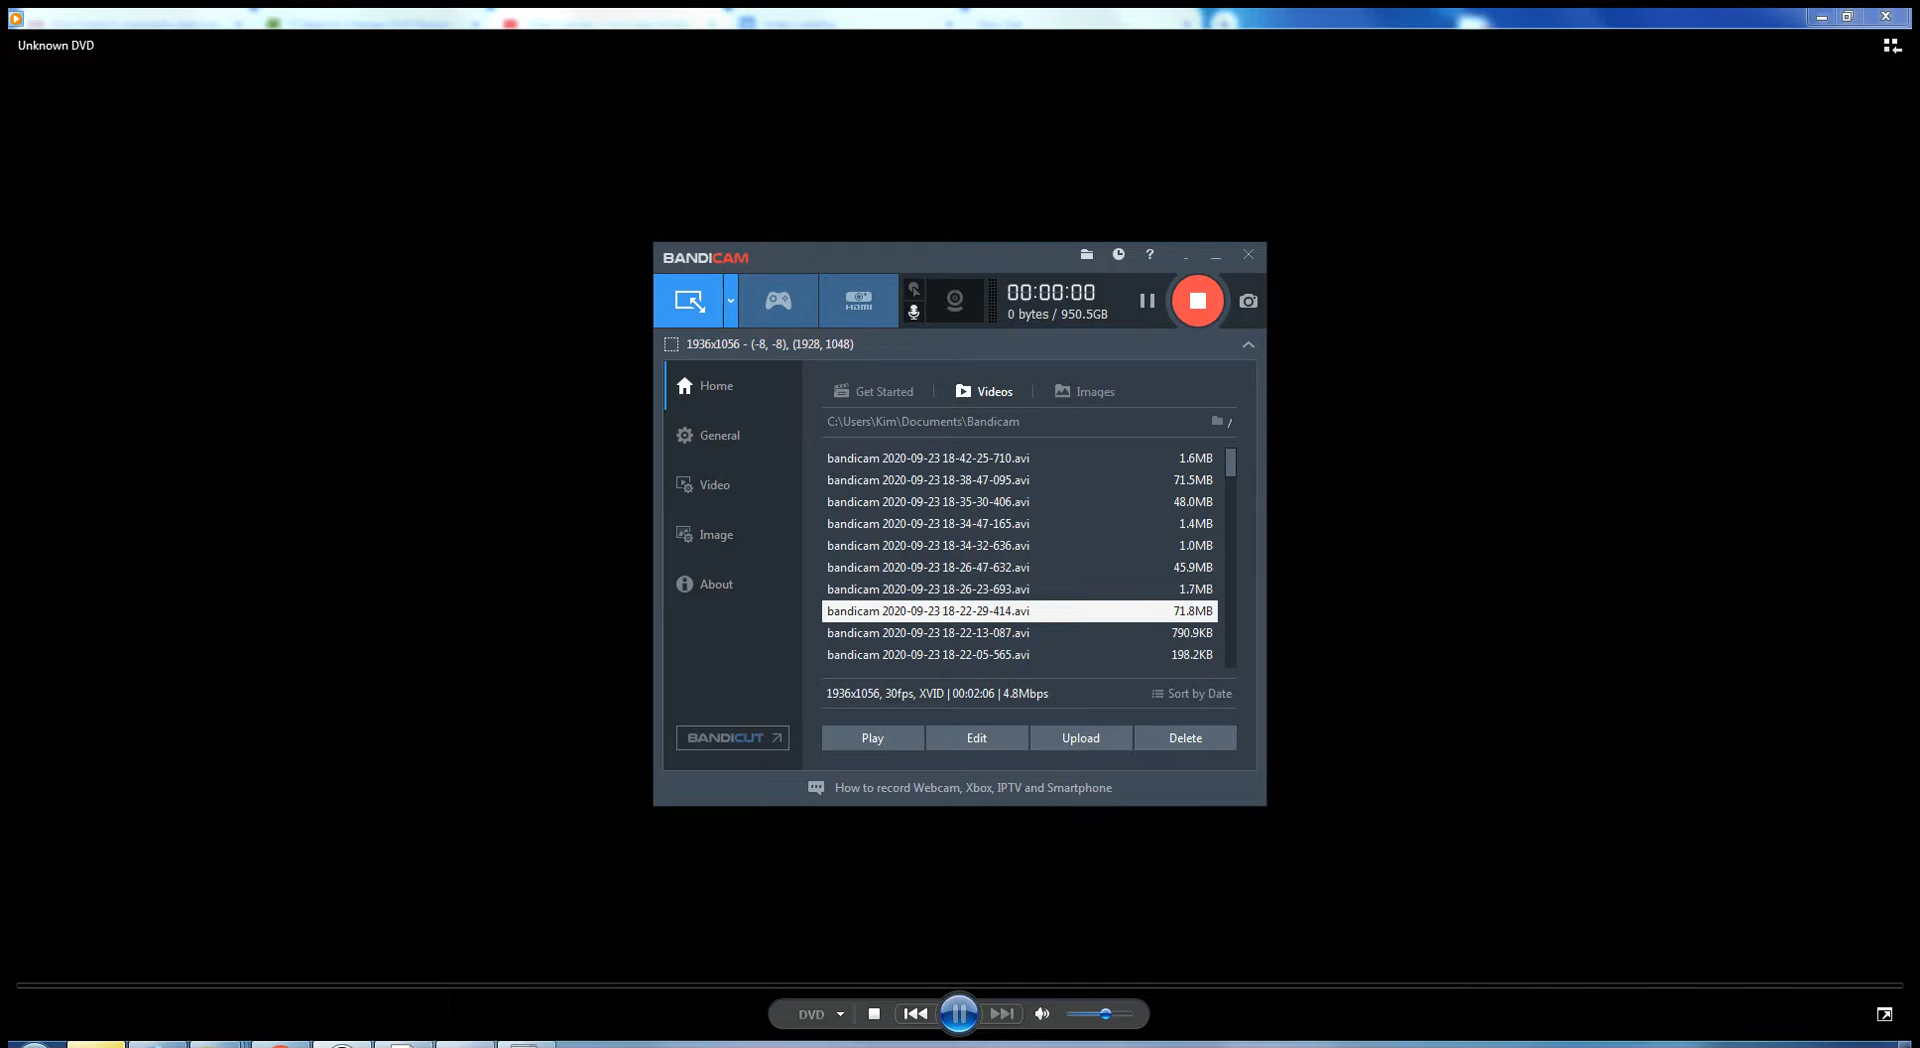 Unknown DVD
BANDICAM
?
HDMI
00:00:00
0 bytes / 950.5GB
1936x1056 - (-8, -8), (1928, 1048)
Home
General
Video
Image
About
BANDICUT
Get Started
Videos
Images
C:\Users\Kim\Documents\Bandicam
bandicam 2020-09-23 18-42-25-710.avi 1.6MB
bandicam 2020-09-23 18-38-47-095.avi 71.5MB
bandicam 2020-09-23 18-35-30-406.avi 48.0MB
bandicam 2020-09-23 18-34-47-165.avi 1.4MB
bandicam 2020-09-23 18-34-32-636.avi 1.0MB
bandicam 2020-09-23 18-26-47-632.avi 45.9MB
bandicam 2020-09-23 18-26-23-693.avi 1.7MB
bandicam 2020-09-23 18-22-29-414.avi 71.8MB
bandicam 2020-09-23 18-22-13-087.avi 790.9KB
bandicam 2020-09-23 18-22-05-565.avi 198.2KB
1936x1056, 30fps, XVID | 00:02:06 | 4.8Mbps Sort by Date
Play Edit Upload Delete
How to record Webcam, Xbox, IPTV and Smartphone
DVD